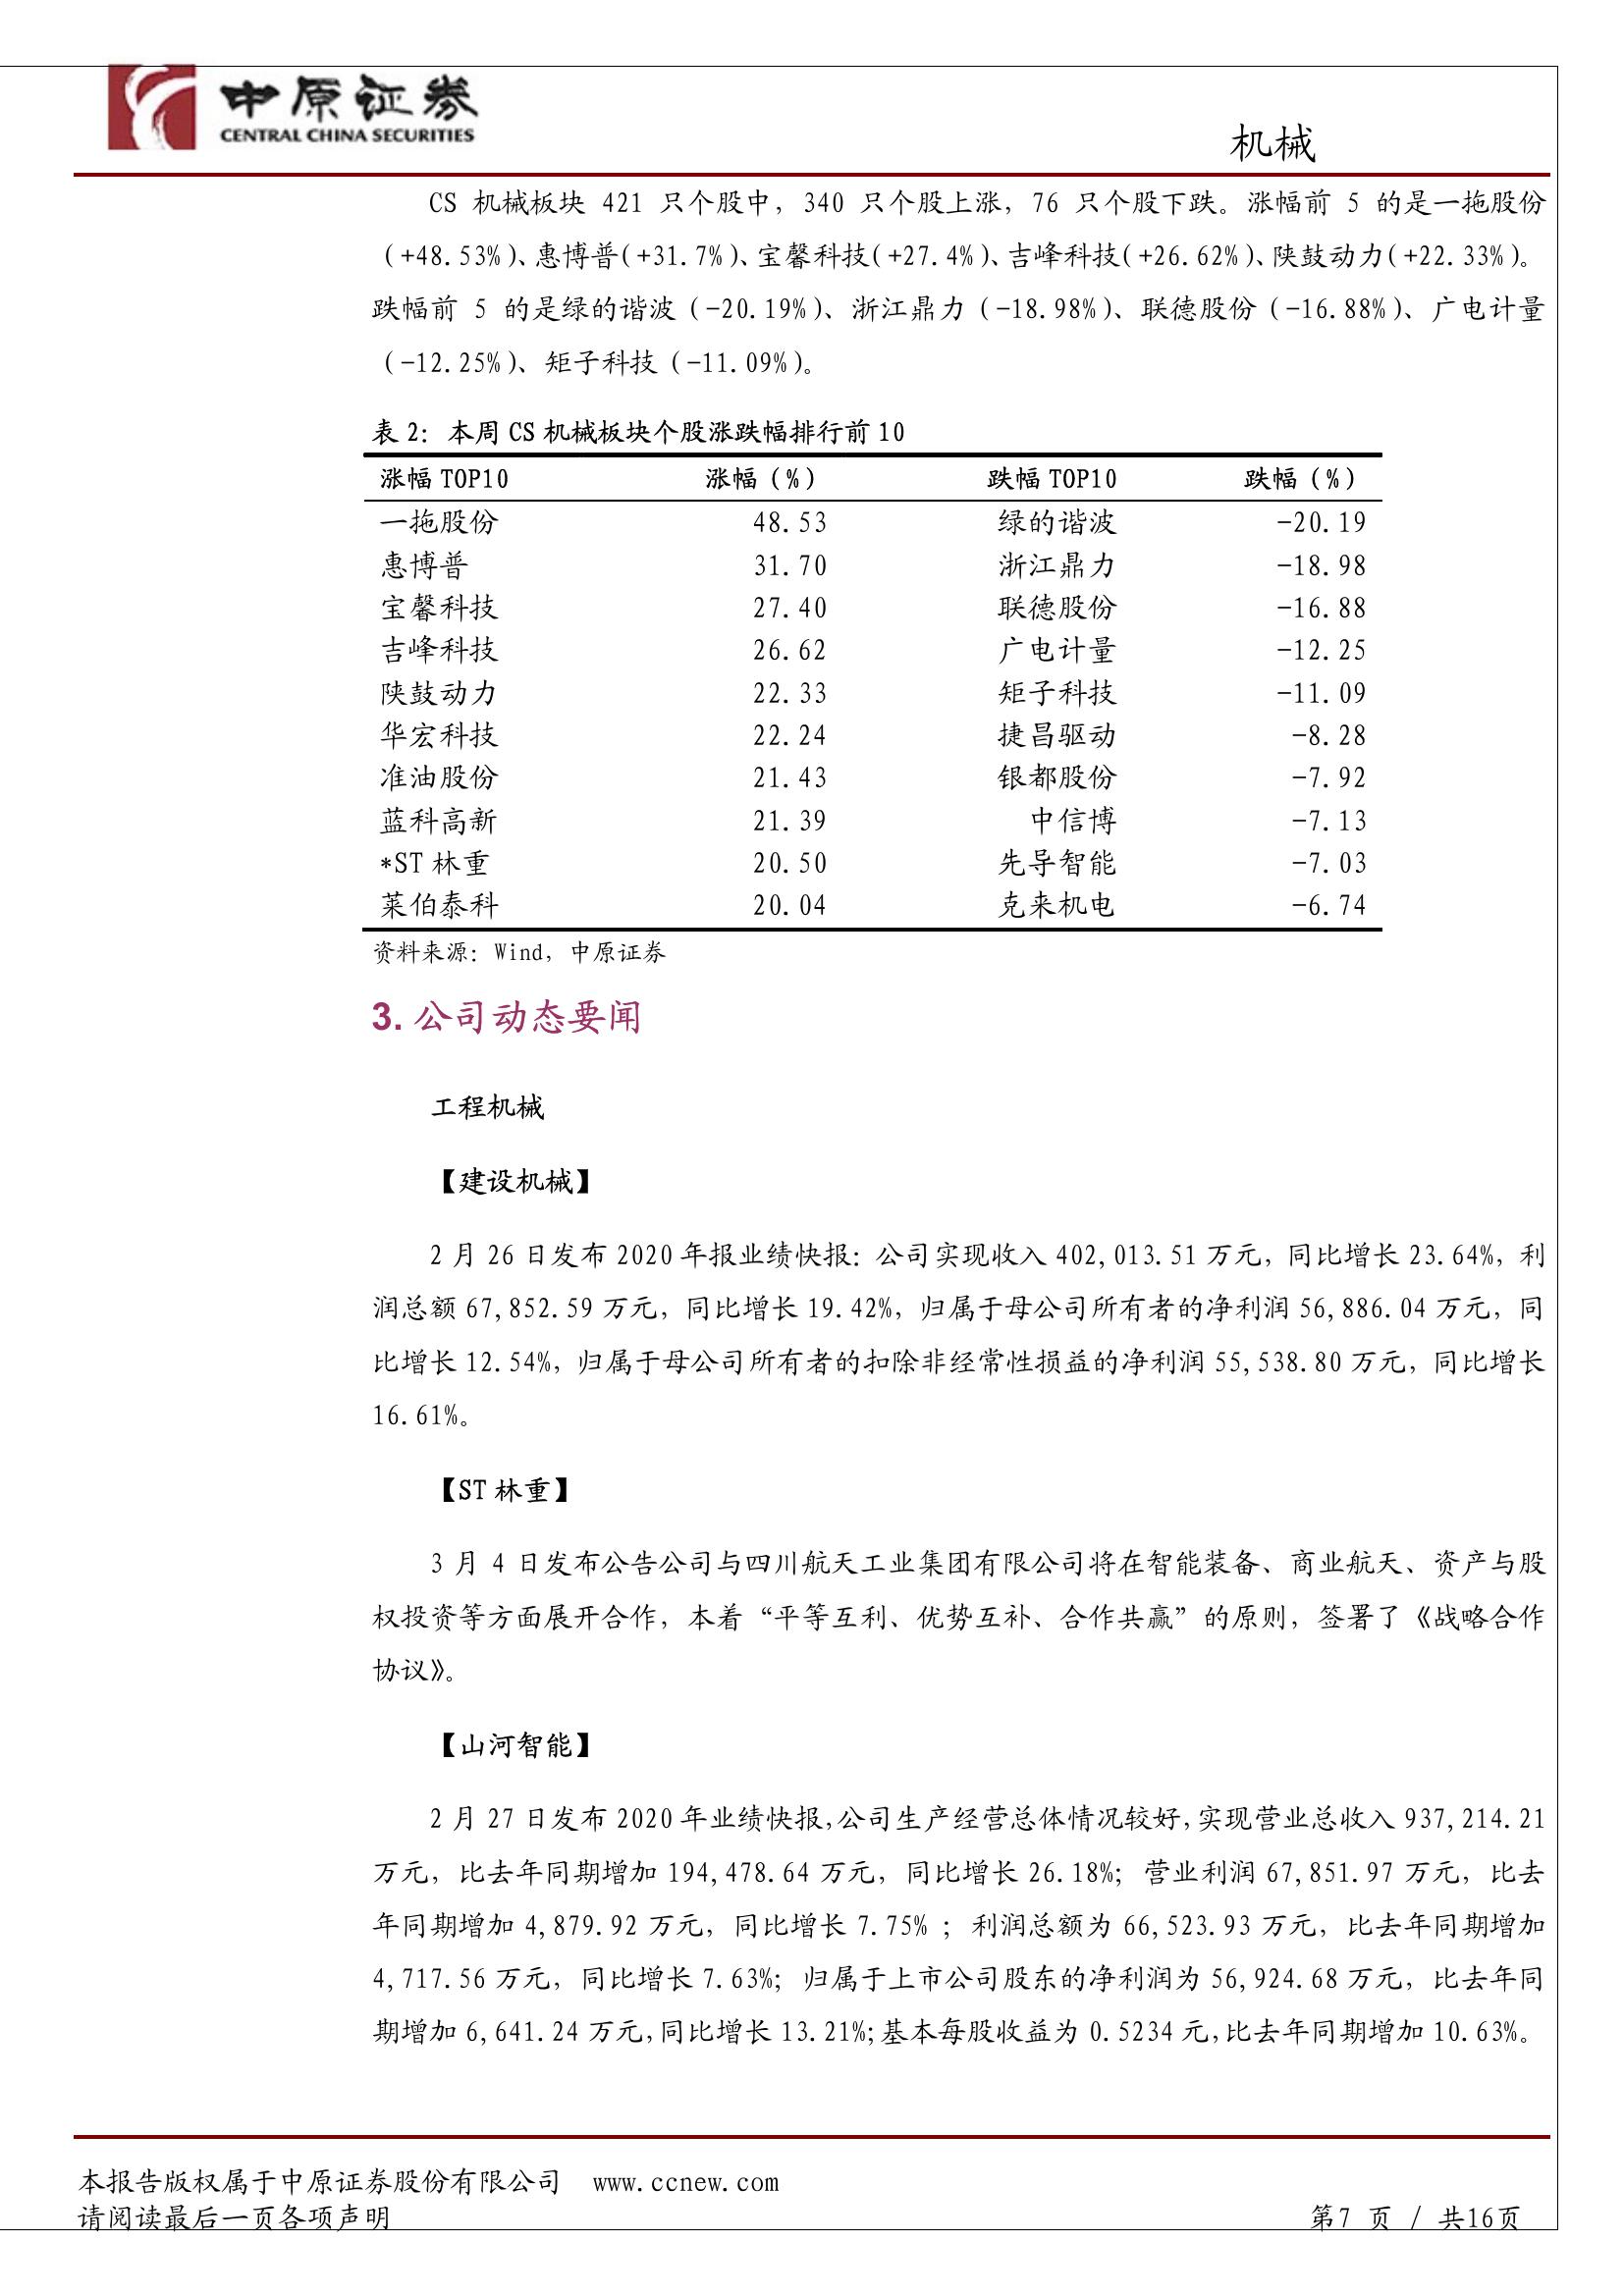 中原证券
CENTRAL CHINA SECURITIES
机械
CS 机械板块 421 只个股中，340 只个股上涨，76 只个股下跌。涨幅前 5 的是一拖股份
（+48.53%）、惠博普（+31.7%）、宝馨科技（+27.4%）、吉峰科技（+26.62%）、陕鼓动力（+22.33%）。
跌幅前 5 的是绿的谐波（-20.19%）、浙江鼎力（-18.98%）、联德股份（-16.88%）、广电计量
（-12.25%）、矩子科技（-11.09%）。
表 2：本周 CS 机械板块个股涨跌幅排行前 10
涨幅 TOP10 涨幅（%） 跌幅 TOP10 跌幅（%）
一拖股份 48.53 绿的谐波 -20.19
惠博普 31.70 浙江鼎力 -18.98
宝馨科技 27.40 联德股份 -16.88
吉峰科技 26.62 广电计量 -12.25
陕鼓动力 22.33 矩子科技 -11.09
华宏科技 22.24 捷昌驱动 -8.28
准油股份 21.43 银都股份 -7.92
蓝科高新 21.39 中信博 -7.13
*ST 林重 20.50 先导智能 -7.03
莱伯泰科 20.04 克来机电 -6.74
资料来源：Wind，中原证券
3. 公司动态要闻
工程机械
【建设机械】
2 月 26 日发布 2020 年报业绩快报：公司实现收入 402,013.51 万元，同比增长 23.64%，利
润总额 67,852.59 万元，同比增长 19.42%，归属于母公司所有者的净利润 56,886.04 万元，同
比增长 12.54%，归属于母公司所有者的扣除非经常性损益的净利润 55,538.80 万元，同比增长
16.61%。
【ST 林重】
3 月 4 日发布公告公司与四川航天工业集团有限公司将在智能装备、商业航天、资产与股
权投资等方面展开合作，本着“平等互利、优势互补、合作共赢”的原则，签署了《战略合作
协议》。
【山河智能】
2 月 27 日发布 2020 年业绩快报，公司生产经营总体情况较好，实现营业总收入 937,214.21
万元，比去年同期增加 194,478.64 万元，同比增长 26.18%；营业利润 67,851.97 万元，比去
年同期增加 4,879.92 万元，同比增长 7.75% ；利润总额为 66,523.93 万元，比去年同期增加
4,717.56 万元，同比增长 7.63%；归属于上市公司股东的净利润为 56,924.68 万元，比去年同
期增加 6,641.24 万元，同比增长 13.21%；基本每股收益为 0.5234 元，比去年同期增加 10.63%。
本报告版权属于中原证券股份有限公司 www.ccnew.com
请阅读最后一页各项声明 第7 页 / 共16页